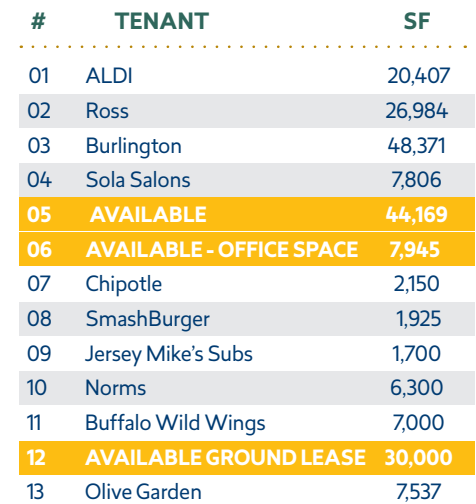 # TENANT SF
01 ALDI 20,407
02 Ross 26,984
03 Burlington 48,371
04 Sola Salons 7,806
05 AVAILABLE 44,169
06 AVAILABLE - OFFICE SPACE 7,945
07 Chipotle 2,150
08 SmashBurger 1,925
09 Jersey Mike's Subs 1,700
10 Norms 6,300
11 Buffalo Wild Wings 7,000
12 AVAILABLE GROUND LEASE 30,000
13 Olive Garden 7,537